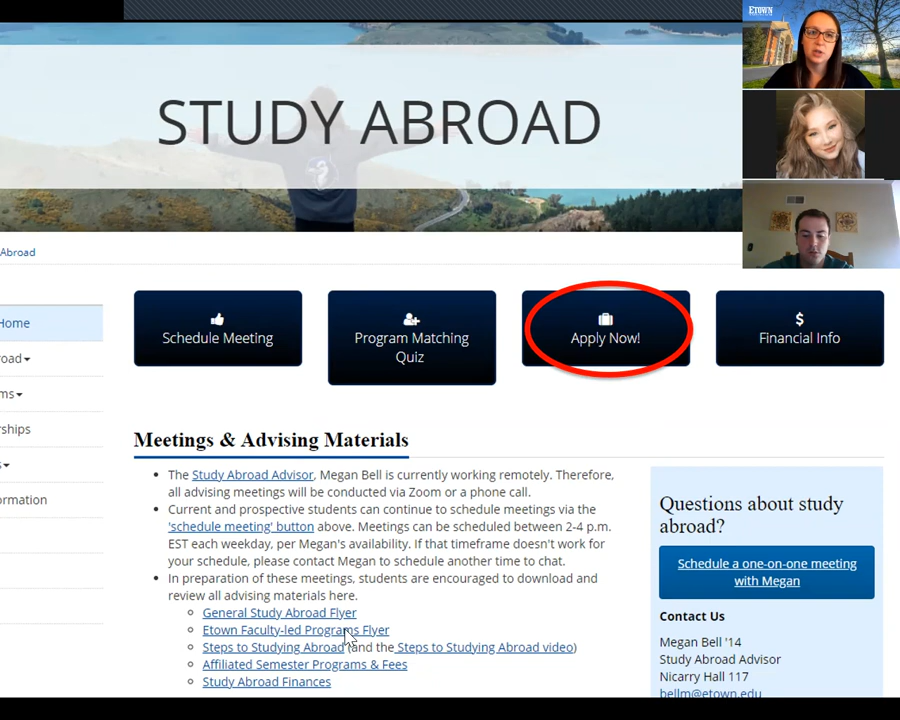 ETOWN
STUDY ABROAD
Abroad
Home
road
ms
rships
s
ormation
Schedule Meeting
Program Matching
Quiz
Apply Now!
$
Financial Info
Meetings & Advising Materials
• The Study Abroad Advisor, Megan Bell is currently working remotely. Therefore,
all advising meetings will be conducted via Zoom or a phone call.
• Current and prospective students can continue to schedule meetings via the
'schedule meeting' button above. Meetings can be scheduled between 2-4 p.m.
EST each weekday, per Megan's availability. If that timeframe doesn't work for
your schedule, please contact Megan to schedule another time to chat.
• In preparation of these meetings, students are encouraged to download and
review all advising materials here.
General Study Abroad Flyer
Etown Faculty-led Programs Flyer
Steps to Studying Abroad (and the Steps to Studying Abroad video)
Affiliated Semester Programs & Fees
Study Abroad Finances
Questions about study
abroad?
Schedule a one-on-one meeting
with Megan
Contact Us
Megan Bell '14
Study Abroad Advisor
Nicarry Hall 117
bellm@etown.edu